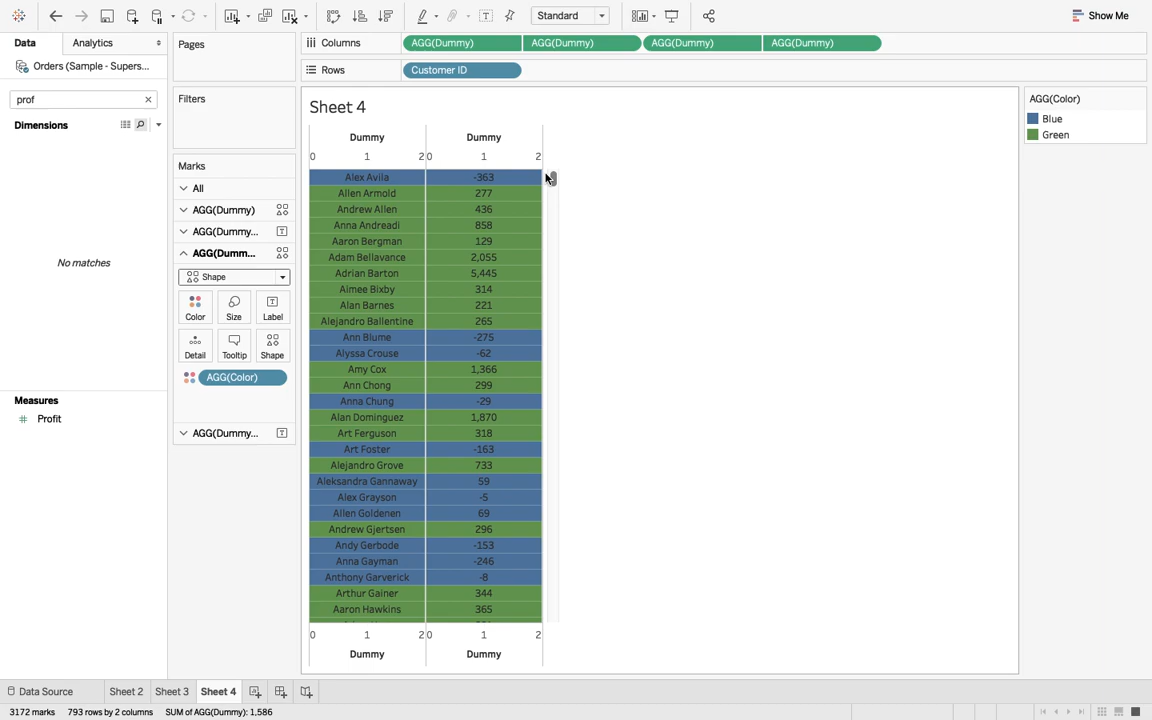 Standard
Show Me
Data
Analytics
Orders (Sample - Supers...
prof
Dimensions
No matches
Measures
Profit
Pages
Filters
Marks
All
AGG(Dummy)
AGG(Dummy...
AGG(Dumm...
Shape
Color
Size
Label
Detail
Tooltip
Shape
AGG(Color)
AGG(Dummy...
Columns
AGG(Dummy)
AGG(Dummy)
AGG(Dummy)
AGG(Dummy)
Rows
Customer ID
Sheet 4
Dummy Dummy
0 1 2 0 1 2
Alex Avila -363
Allen Armold 277
Andrew Allen 436
Anna Andreadi 858
Aaron Bergman 129
Adam Bellavance 2,055
Adrian Barton 5,445
Aimee Bixby 314
Alan Barnes 221
Alejandro Ballentine 265
Ann Blume -275
Alyssa Crouse -62
Amy Cox 1,366
Ann Chong 299
Anna Chung -29
Alan Dominguez 1,870
Art Ferguson 318
Art Foster -163
Alejandro Grove 733
Aleksandra Gannaway 59
Alex Grayson -5
Allen Goldenen 69
Andrew Gjertsen 296
Andy Gerbode -153
Anna Gayman -246
Anthony Garverick -8
Arthur Gainer 344
Aaron Hawkins 365
0 1 2 0 1 2
Dummy Dummy
AGG(Color)
Blue
Green
Data Source
Sheet 2
Sheet 3
Sheet 4
3172 marks 793 rows by 2 columns SUM of AGG(Dummy): 1,586